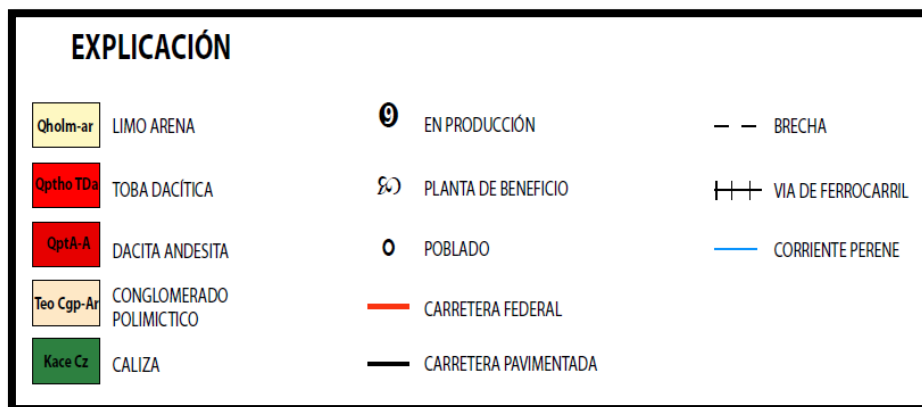 EXPLICACIÓN
Qholm-ar LIMO ARENA
Qptho TDa TOBA DACÍTICA
QptA-A DACITA ANDESITA
Teo Cgp-Ar CONGLOMERADO
POLIMICTICO
Kace Cz CALIZA
9 EN PRODUCCIÓN
PLANTA DE BENEFICIO
POBLADO
CARRETERA FEDERAL
CARRETERA PAVIMENTADA
BRECHA
VIA DE FERROCARRIL
CORRIENTE PERENE